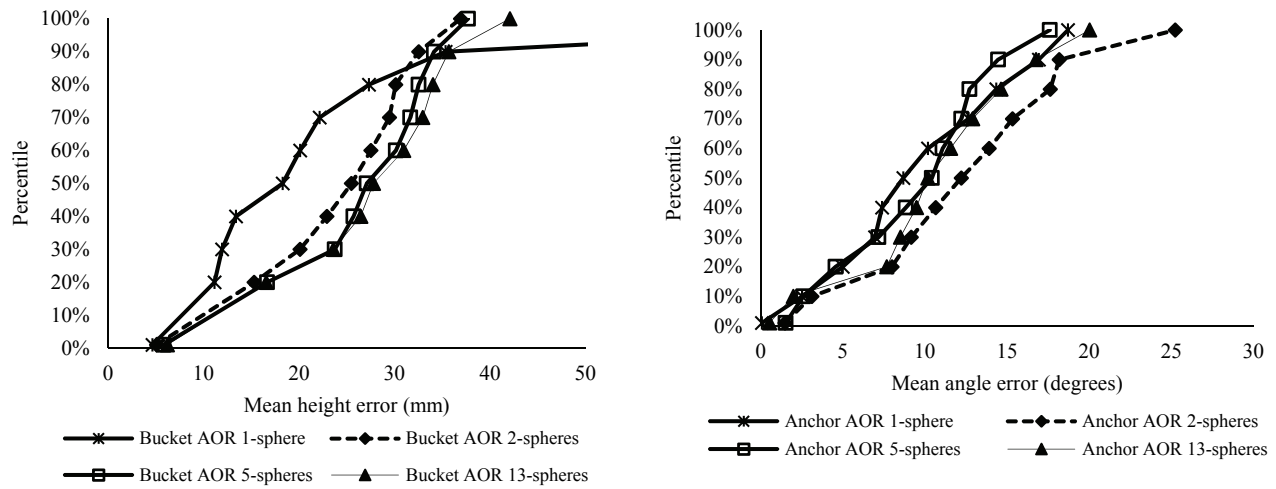 100%
90%
80%
70%
60%
50%
40%
30%
20%
10%
0%
Percentile
0 10 20 30 40 50
Mean height error (mm)
Bucket AOR 1-sphere Bucket AOR 2-spheres
Bucket AOR 5-spheres Bucket AOR 13-spheres
100%
90%
80%
70%
60%
50%
40%
30%
20%
10%
0%
Percentile
0 5 10 15 20 25 30
Mean angle error (degrees)
Anchor AOR 1-sphere Anchor AOR 2-spheres
Anchor AOR 5-spheres Anchor AOR 13-spheres